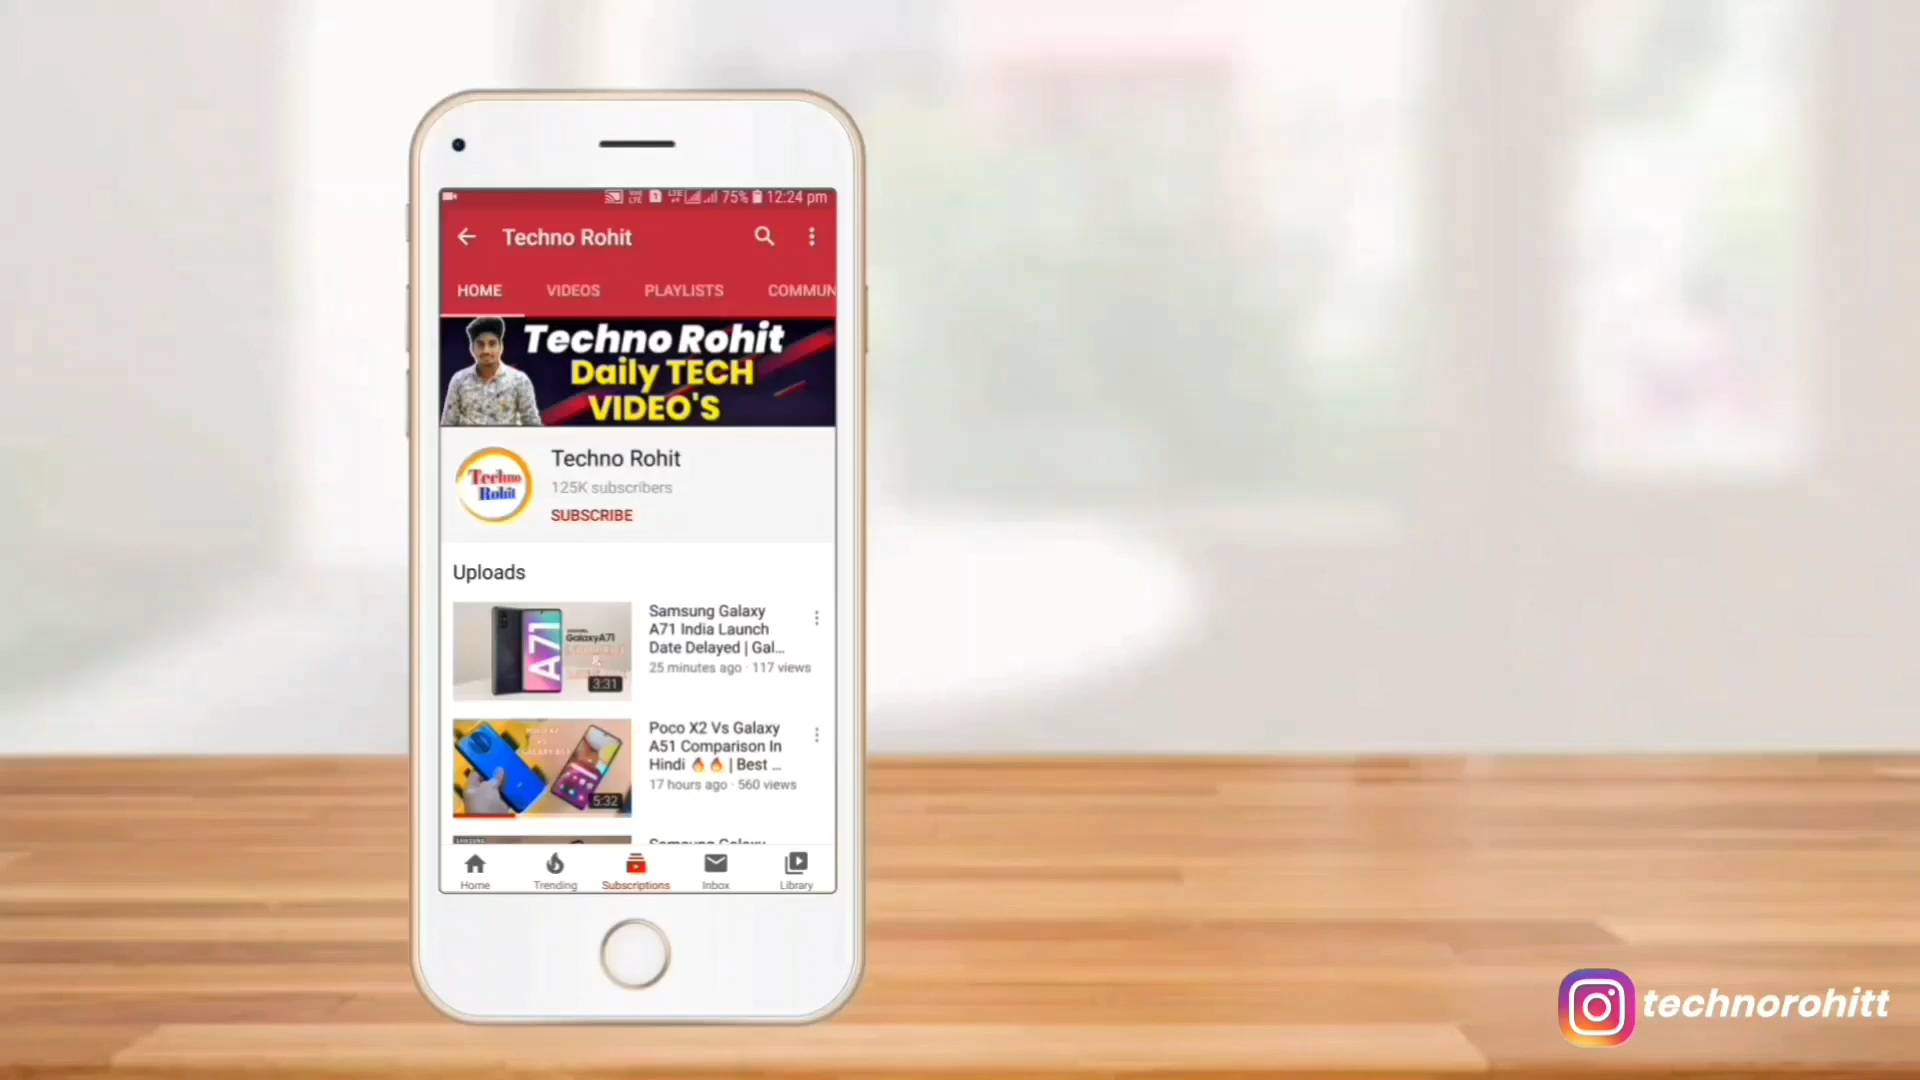 75% 12:24 pm
Techno Rohit
HOME VIDEOS PLAYLISTS COMMUN
Techno Rohit
Daily TECH
VIDEO'S
Techno
Rohit
Techno Rohit
125K subscribers
SUBSCRIBE
Uploads
GalaxyA71
A71
3:31
Samsung Galaxy
A71 India Launch
Date Delayed | Gal...
25 minutes ago · 117 views
5:32
Poco X2 Vs Galaxy
A51 Comparison In
Hindi 🔥🔥 | Best ...
17 hours ago · 560 views
Samsung Galaxy
Home Trending Subscriptions Inbox Library
technorohitt